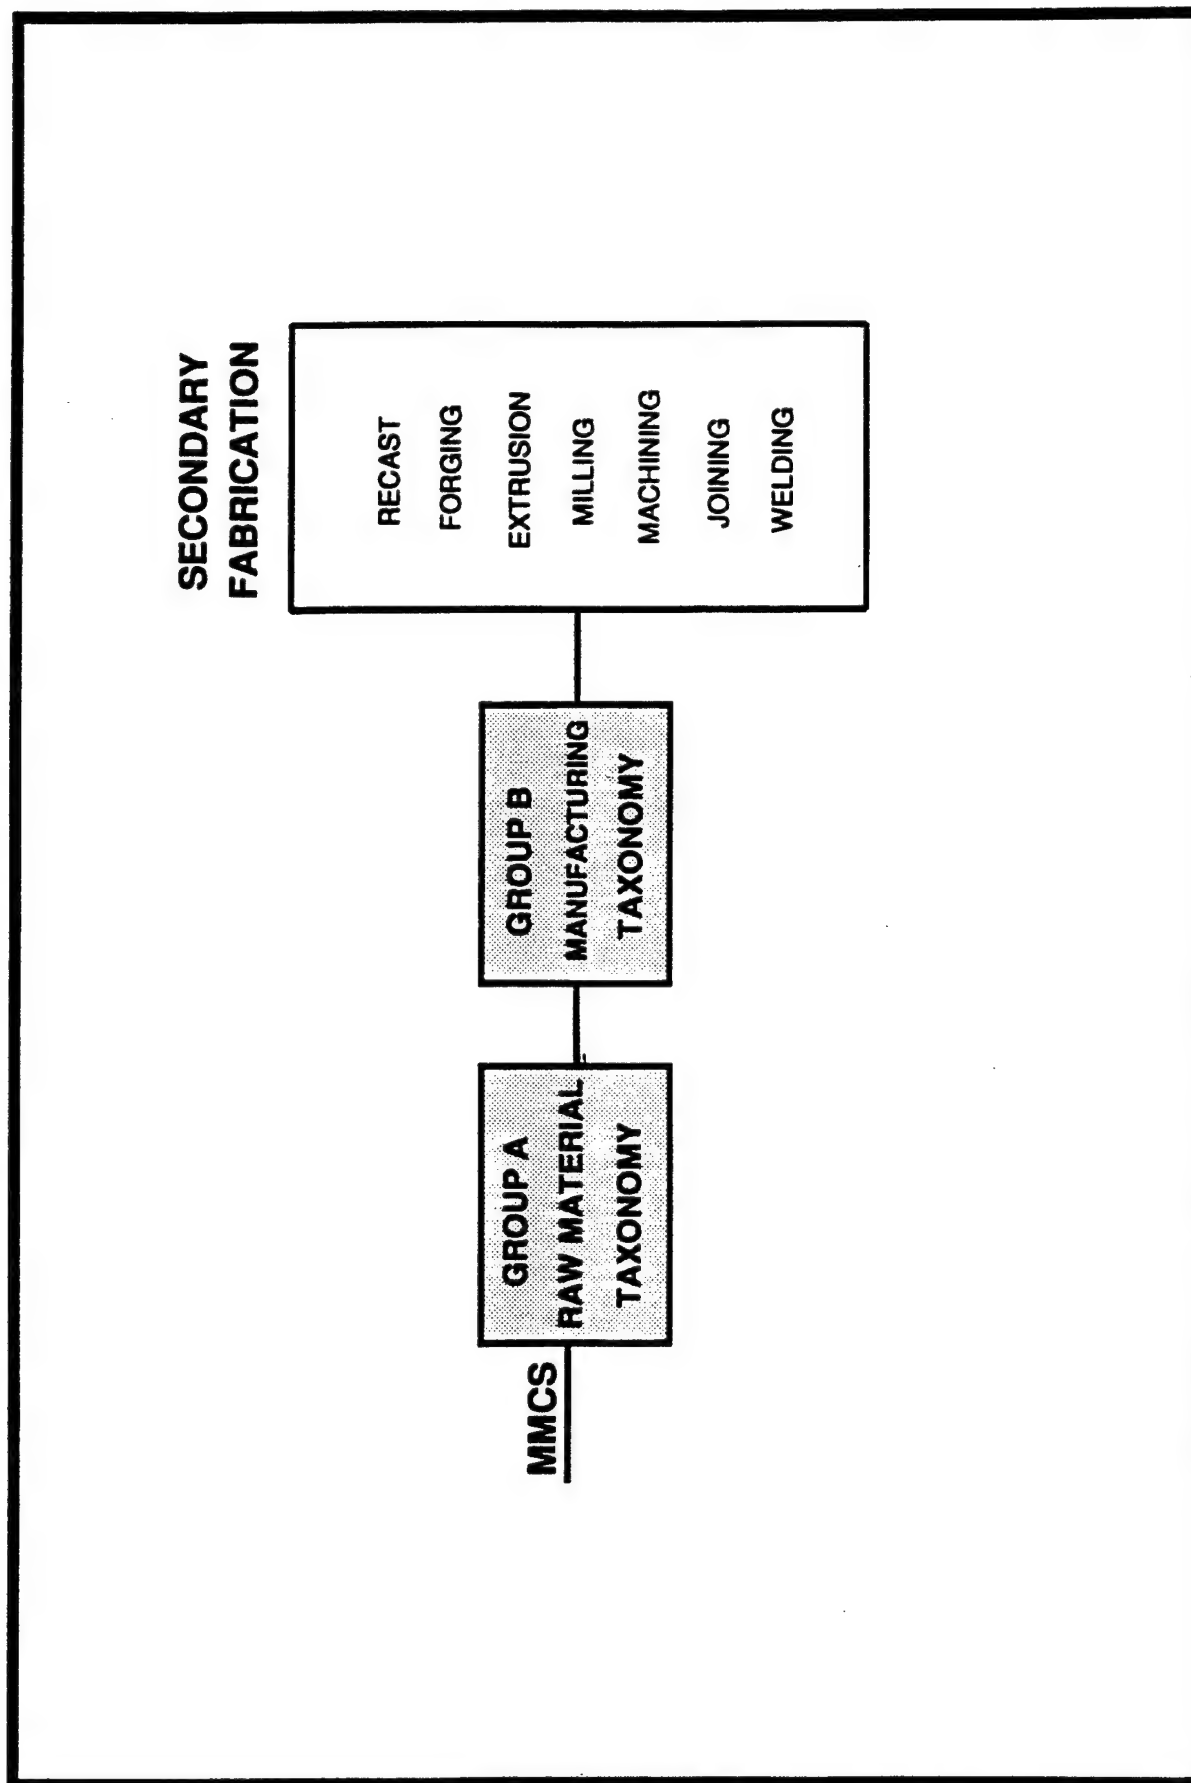 MMCS
GROUP A
RAW MATERIAL
TAXONOMY
GROUP B
MANUFACTURING
TAXONOMY
SECONDARY
FABRICATION
RECAST
FORGING
EXTRUSION
MILLING
MACHINING
JOINING
WELDING